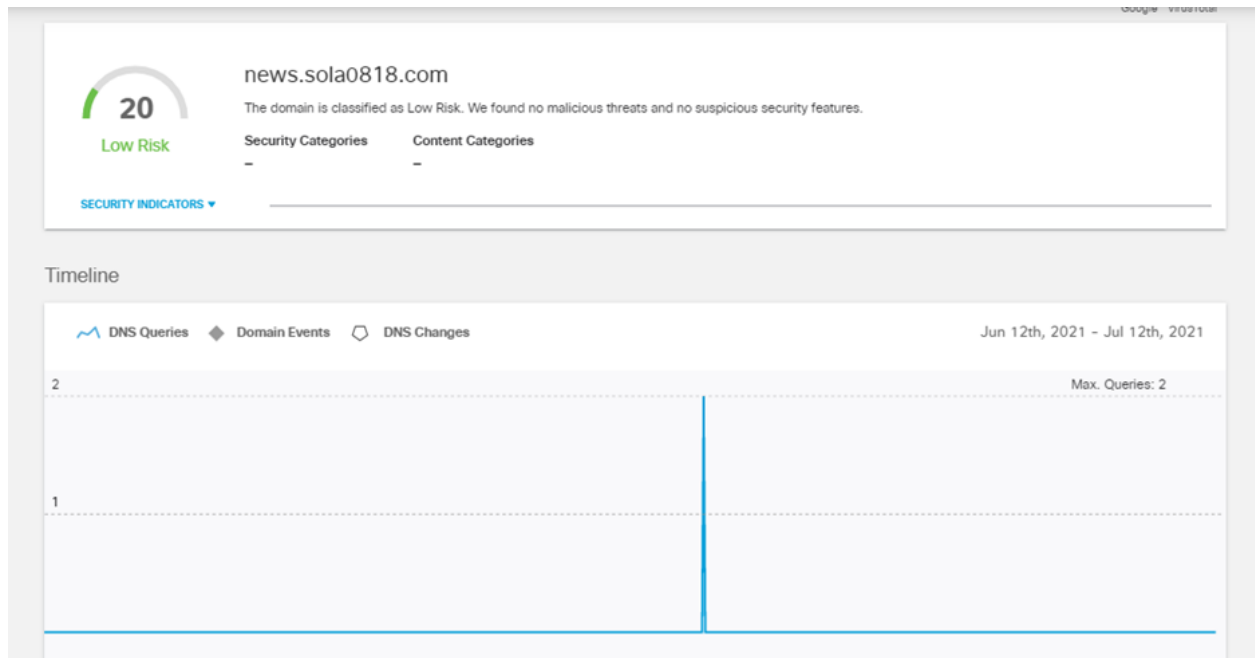 Google VirusTotal
news.sola0818.com
20
Low Risk
The domain is classified as Low Risk. We found no malicious threats and no suspicious security features.
Security Categories Content Categories
– –
SECURITY INDICATORS
Timeline
DNS Queries Domain Events DNS Changes Jun 12th, 2021 – Jul 12th, 2021
2 Max. Queries: 2
1